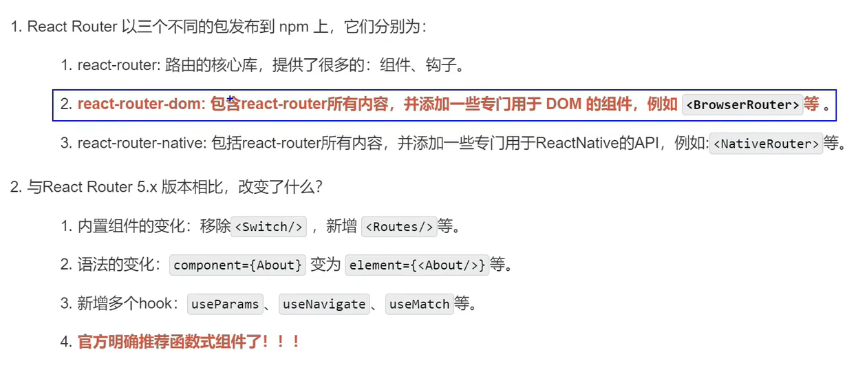 1. React Router 以三个不同的包发布到 npm 上，它们分别为：
1. react-router: 路由的核心库，提供了很多的：组件、钩子。
2. react-router-dom: 包含react-router所有内容，并添加一些专门用于 DOM 的组件，例如 <BrowserRouter>等 。
3. react-router-native: 包括react-router所有内容，并添加一些专门用于ReactNative的API，例如:<NativeRouter>等。
2. 与React Router 5.x 版本相比，改变了什么？
1. 内置组件的变化：移除<Switch/> ，新增 <Routes/>等。
2. 语法的变化：component={About} 变为 element={<About/>}等。
3. 新增多个hook：useParams、useNavigate、useMatch等。
4. 官方明确推荐函数式组件了！！！